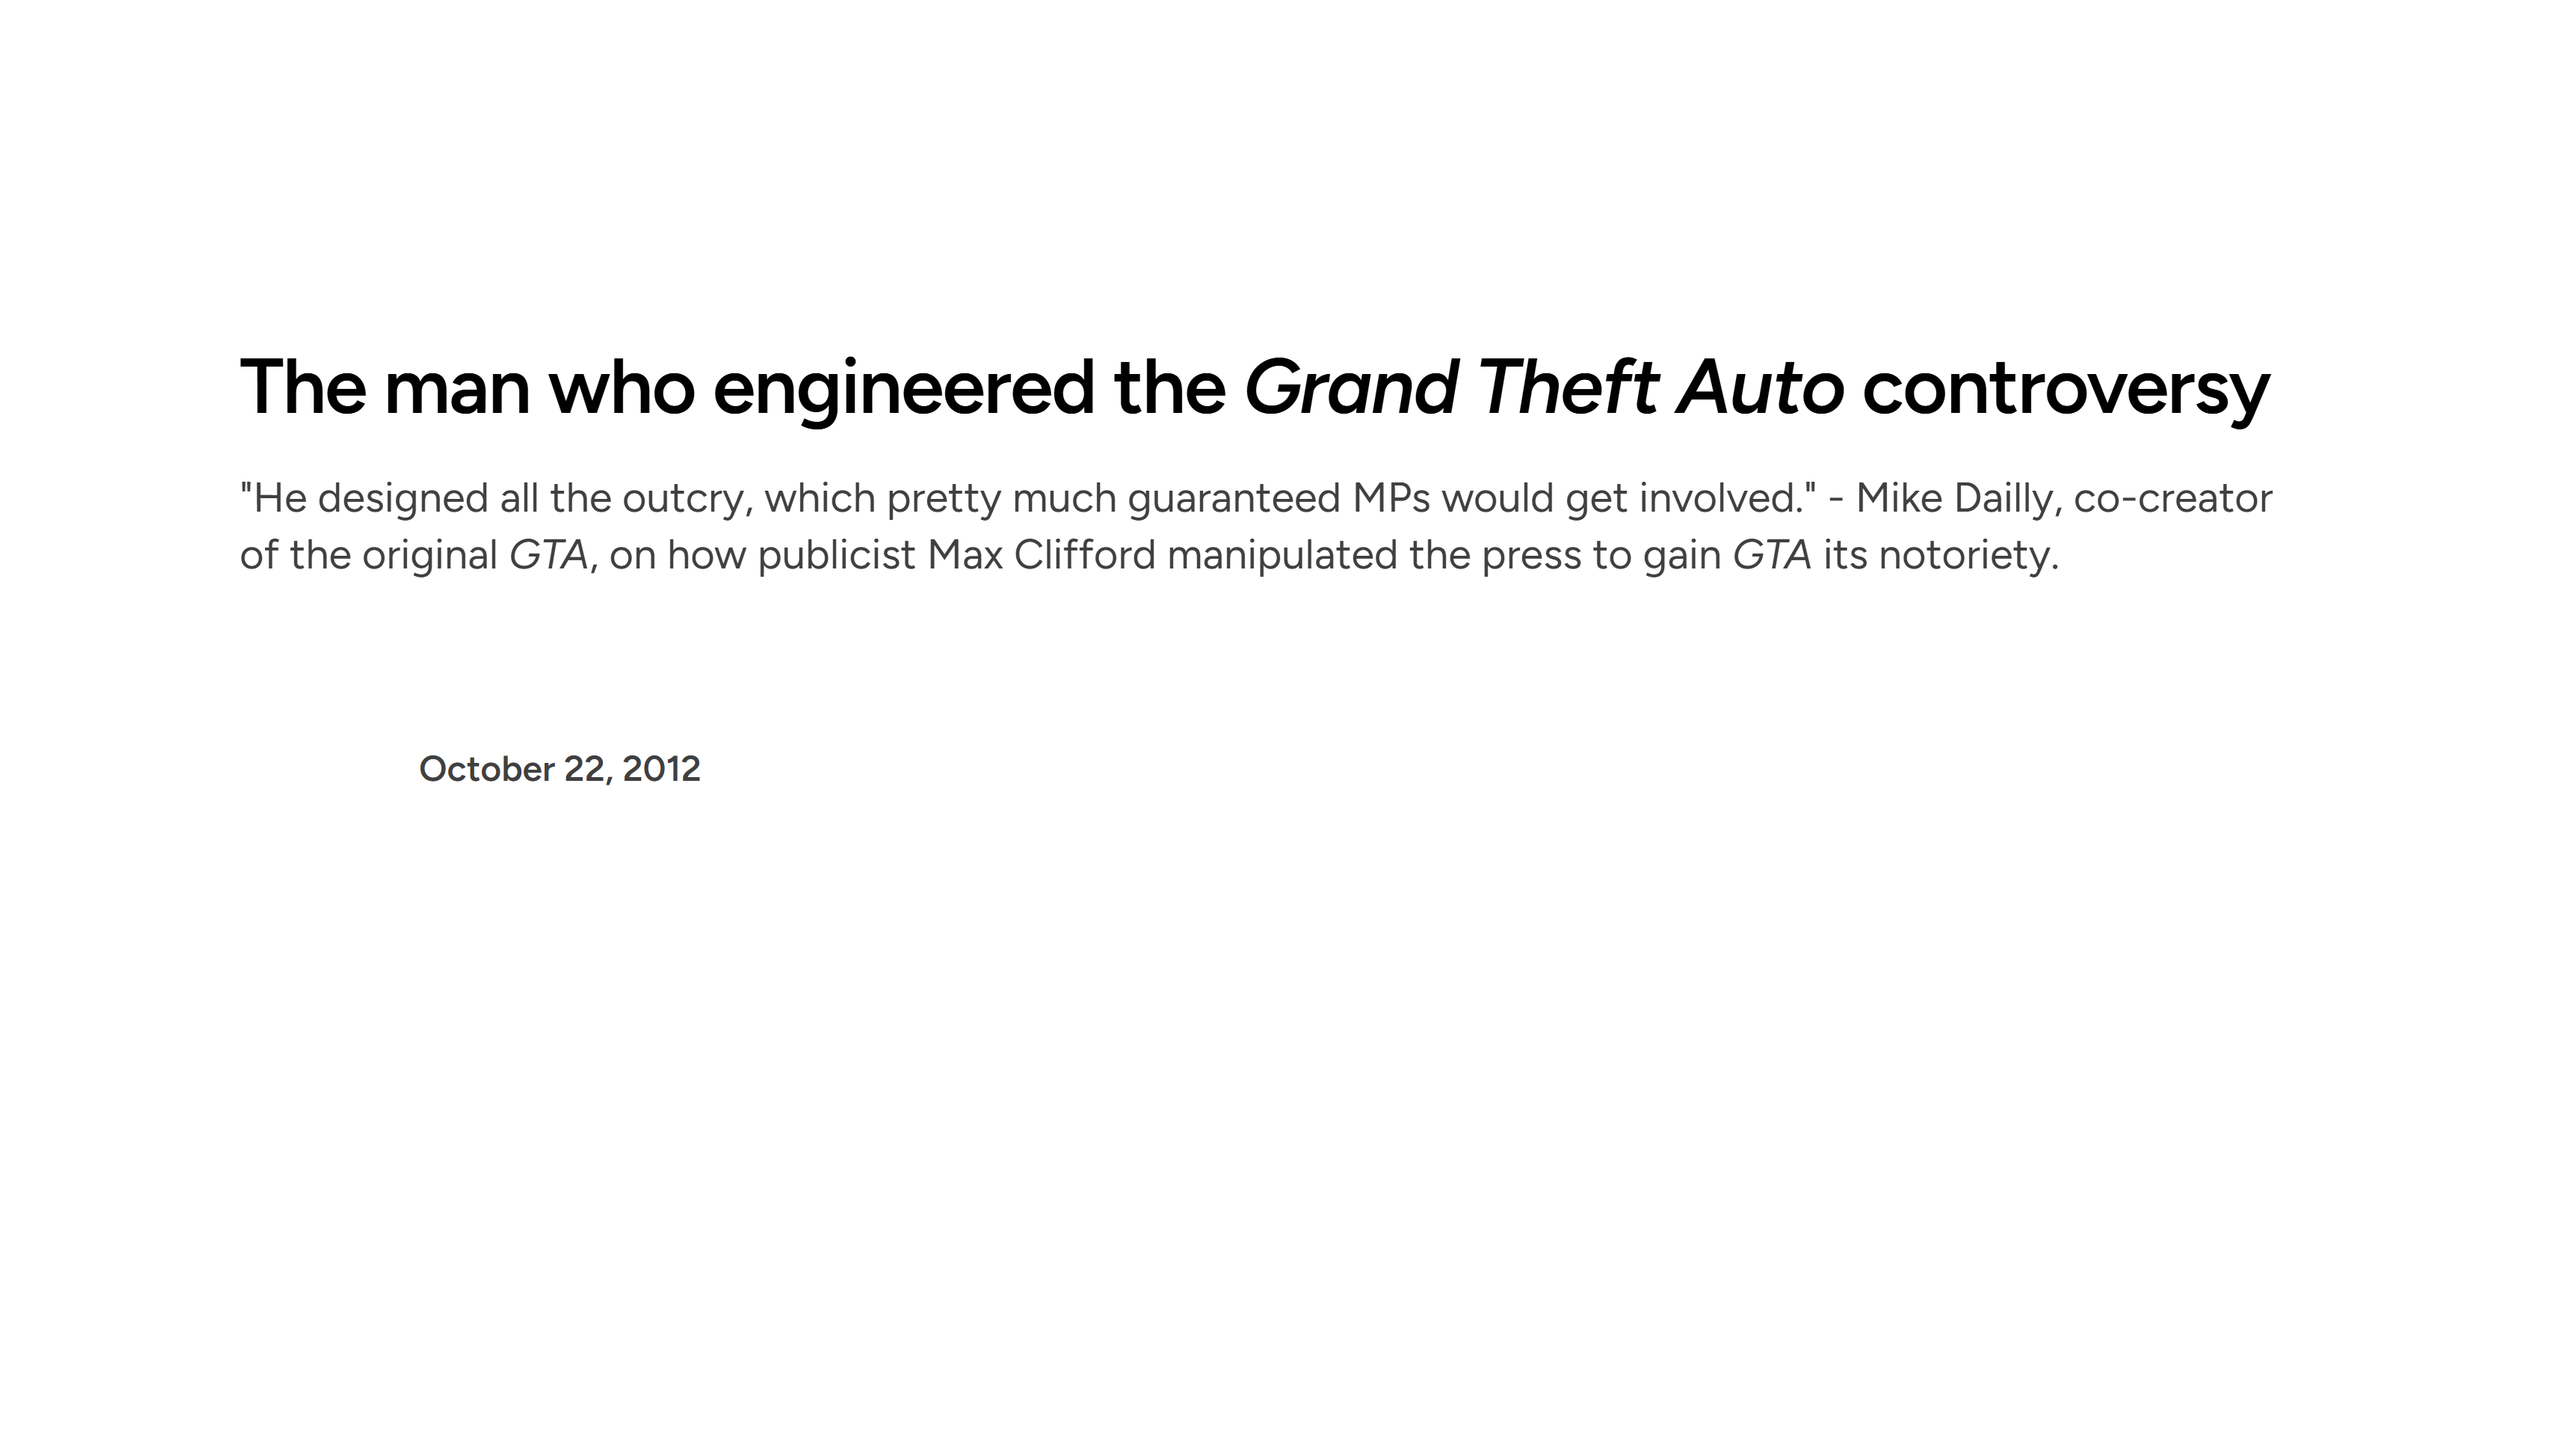 The man who engineered the Grand Theft Auto controversy
"He designed all the outcry, which pretty much guaranteed MPs would get involved." - Mike Dailly, co-creator
of the original GTA, on how publicist Max Clifford manipulated the press to gain GTA its notoriety.
October 22, 2012